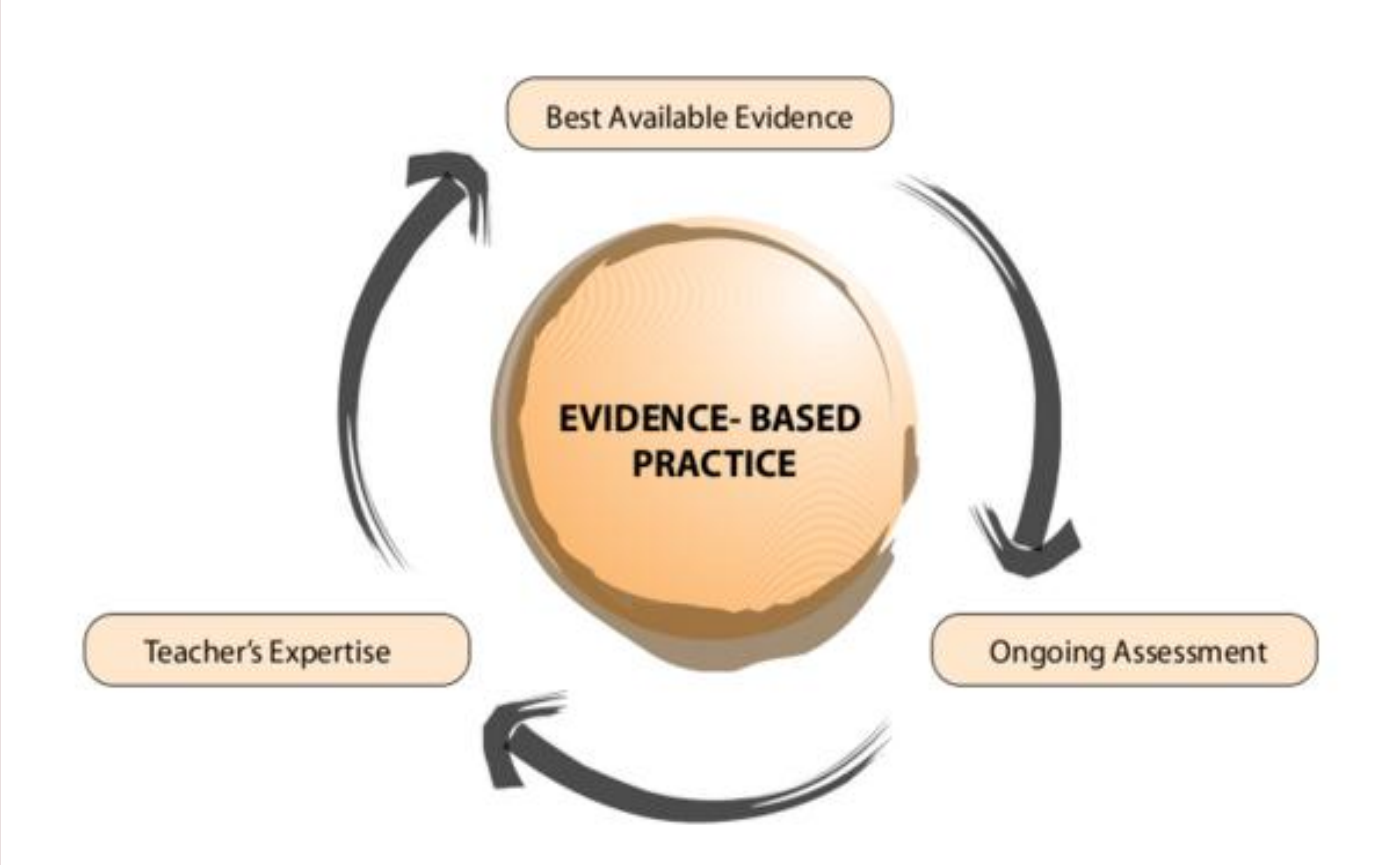 Best Available Evidence
EVIDENCE- BASED
PRACTICE
Teacher's Expertise
Ongoing Assessment